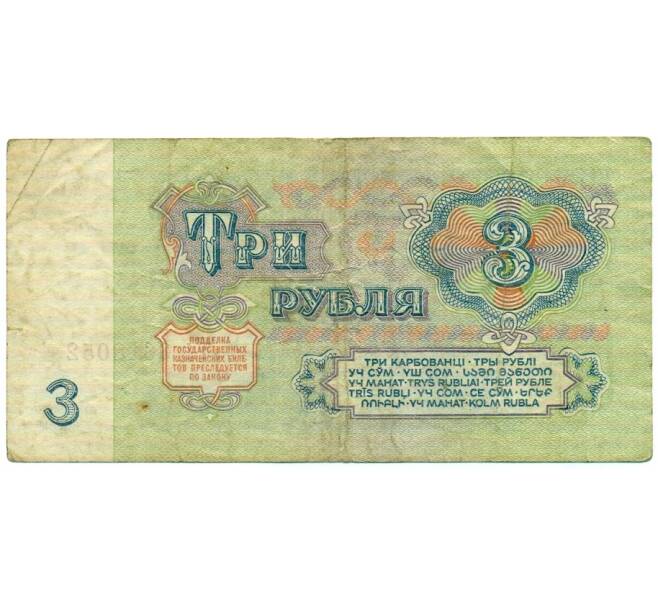 ТРИ
РУБЛЯ
3
ПОДДЕЛКА
ГОСУДАРСТВЕННЫХ
КАЗНАЧЕЙСКИХ БИЛЕ-
ТОВ ПРЕСЛЕДУЕТСЯ
ПО ЗАКОНУ
ТРИ КАРБОВАНЦІ · ТРЫ РУБЛІ
УЧ СЎМ · ҮШ СОМ · ᲡᲐᲛᲘ ᲛᲐᲜᲔᲗᲘ
УЧ МАНАТ · TRYS RUBLIAI · ТРЕЙ РУБЛЕ
TRĪS RUBĻI · ҮЧ СОМ · СЕ СӮМ · ԵՐԵՔ
ՌՈՒԲԼԻ · ҮЧ МАНАТ · KOLM RUBLA
3